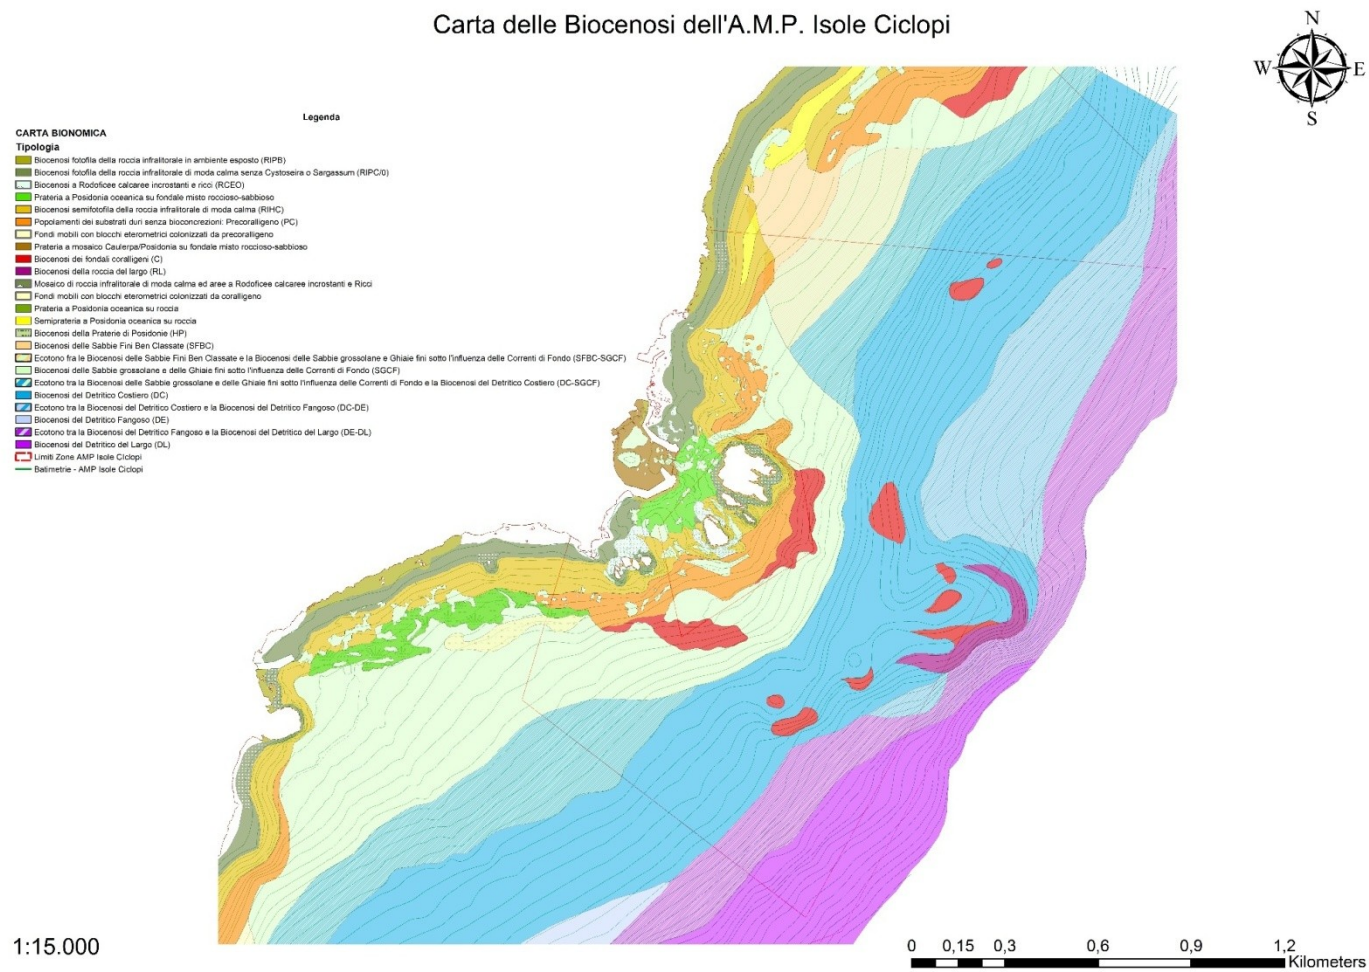 Carta delle Biocenosi dell'A.M.P. Isole Ciclopi
N
W
E
S
Legenda
CARTA BIONOMICA
Tipologia
Biocenosi fotofila della roccia infralitorale in ambiente esposto (RIPB)
Biocenosi fotofila della roccia infralitorale di moda calma senza Cystoseira o Sargassum (RIPC/0)
Biocenosi a Rodoficee calcaree incrostanti e ricci (RCEO)
Prateria a Posidonia oceanica su fondale misto roccioso-sabbioso
Biocenosi semifotofila della roccia infralitorale di moda calma (RIHC)
Popolamenti dei substrati duri senza bioconcrezioni: Precoralligeno (PC)
Fondi mobili con blocchi eterometrici colonizzati da precoralligeno
Prateria a mosaico Caulerpa/Posidonia su fondale misto roccioso-sabbioso
Biocenosi dei fondali coralligeni (C)
Biocenosi della roccia del largo (RL)
Mosaico di roccia infralitorale di moda calma ed aree a Rodoficee calcaree incrostanti e Ricci
Fondi mobili con blocchi eterometrici colonizzati da coralligeno
Prateria a Posidonia oceanica su roccia
Semiprateria a Posidonia oceanica su roccia
Biocenosi della Praterie di Posidonie (HP)
Biocenosi delle Sabbie Fini Ben Classate (SFBC)
Ecotono fra le Biocenosi delle Sabbie Fini Ben Classate e la Biocenosi delle Sabbie grossolane e Ghiaie fini sotto l'influenza delle Correnti di Fondo (SFBC-SGCF)
Biocenosi delle Sabbie grossolane e delle Ghiaie fini sotto l'influenza delle Correnti di Fondo (SGCF)
Ecotono tra la Biocenosi delle Sabbie grossolane e delle Ghiaie fini sotto l'influenza delle Correnti di Fondo e la Biocenosi del Detritico Costiero (DC-SGCF)
Biocenosi del Detritico Costiero (DC)
Ecotono tra la Biocenosi del Detritico Costiero e la Biocenosi del Detritico Fangoso (DC-DE)
Biocenosi del Detritico Fangoso (DE)
Ecotono tra la Biocenosi del Detritico Fangoso e la Biocenosi del Detritico del Largo (DE-DL)
Biocenosi del Detritico del Largo (DL)
Limiti Zone AMP Isole Ciclopi
Batimetrie - AMP Isole Ciclopi
1:15.000
0 0,15 0,3 0,6 0,9 1,2
Kilometers